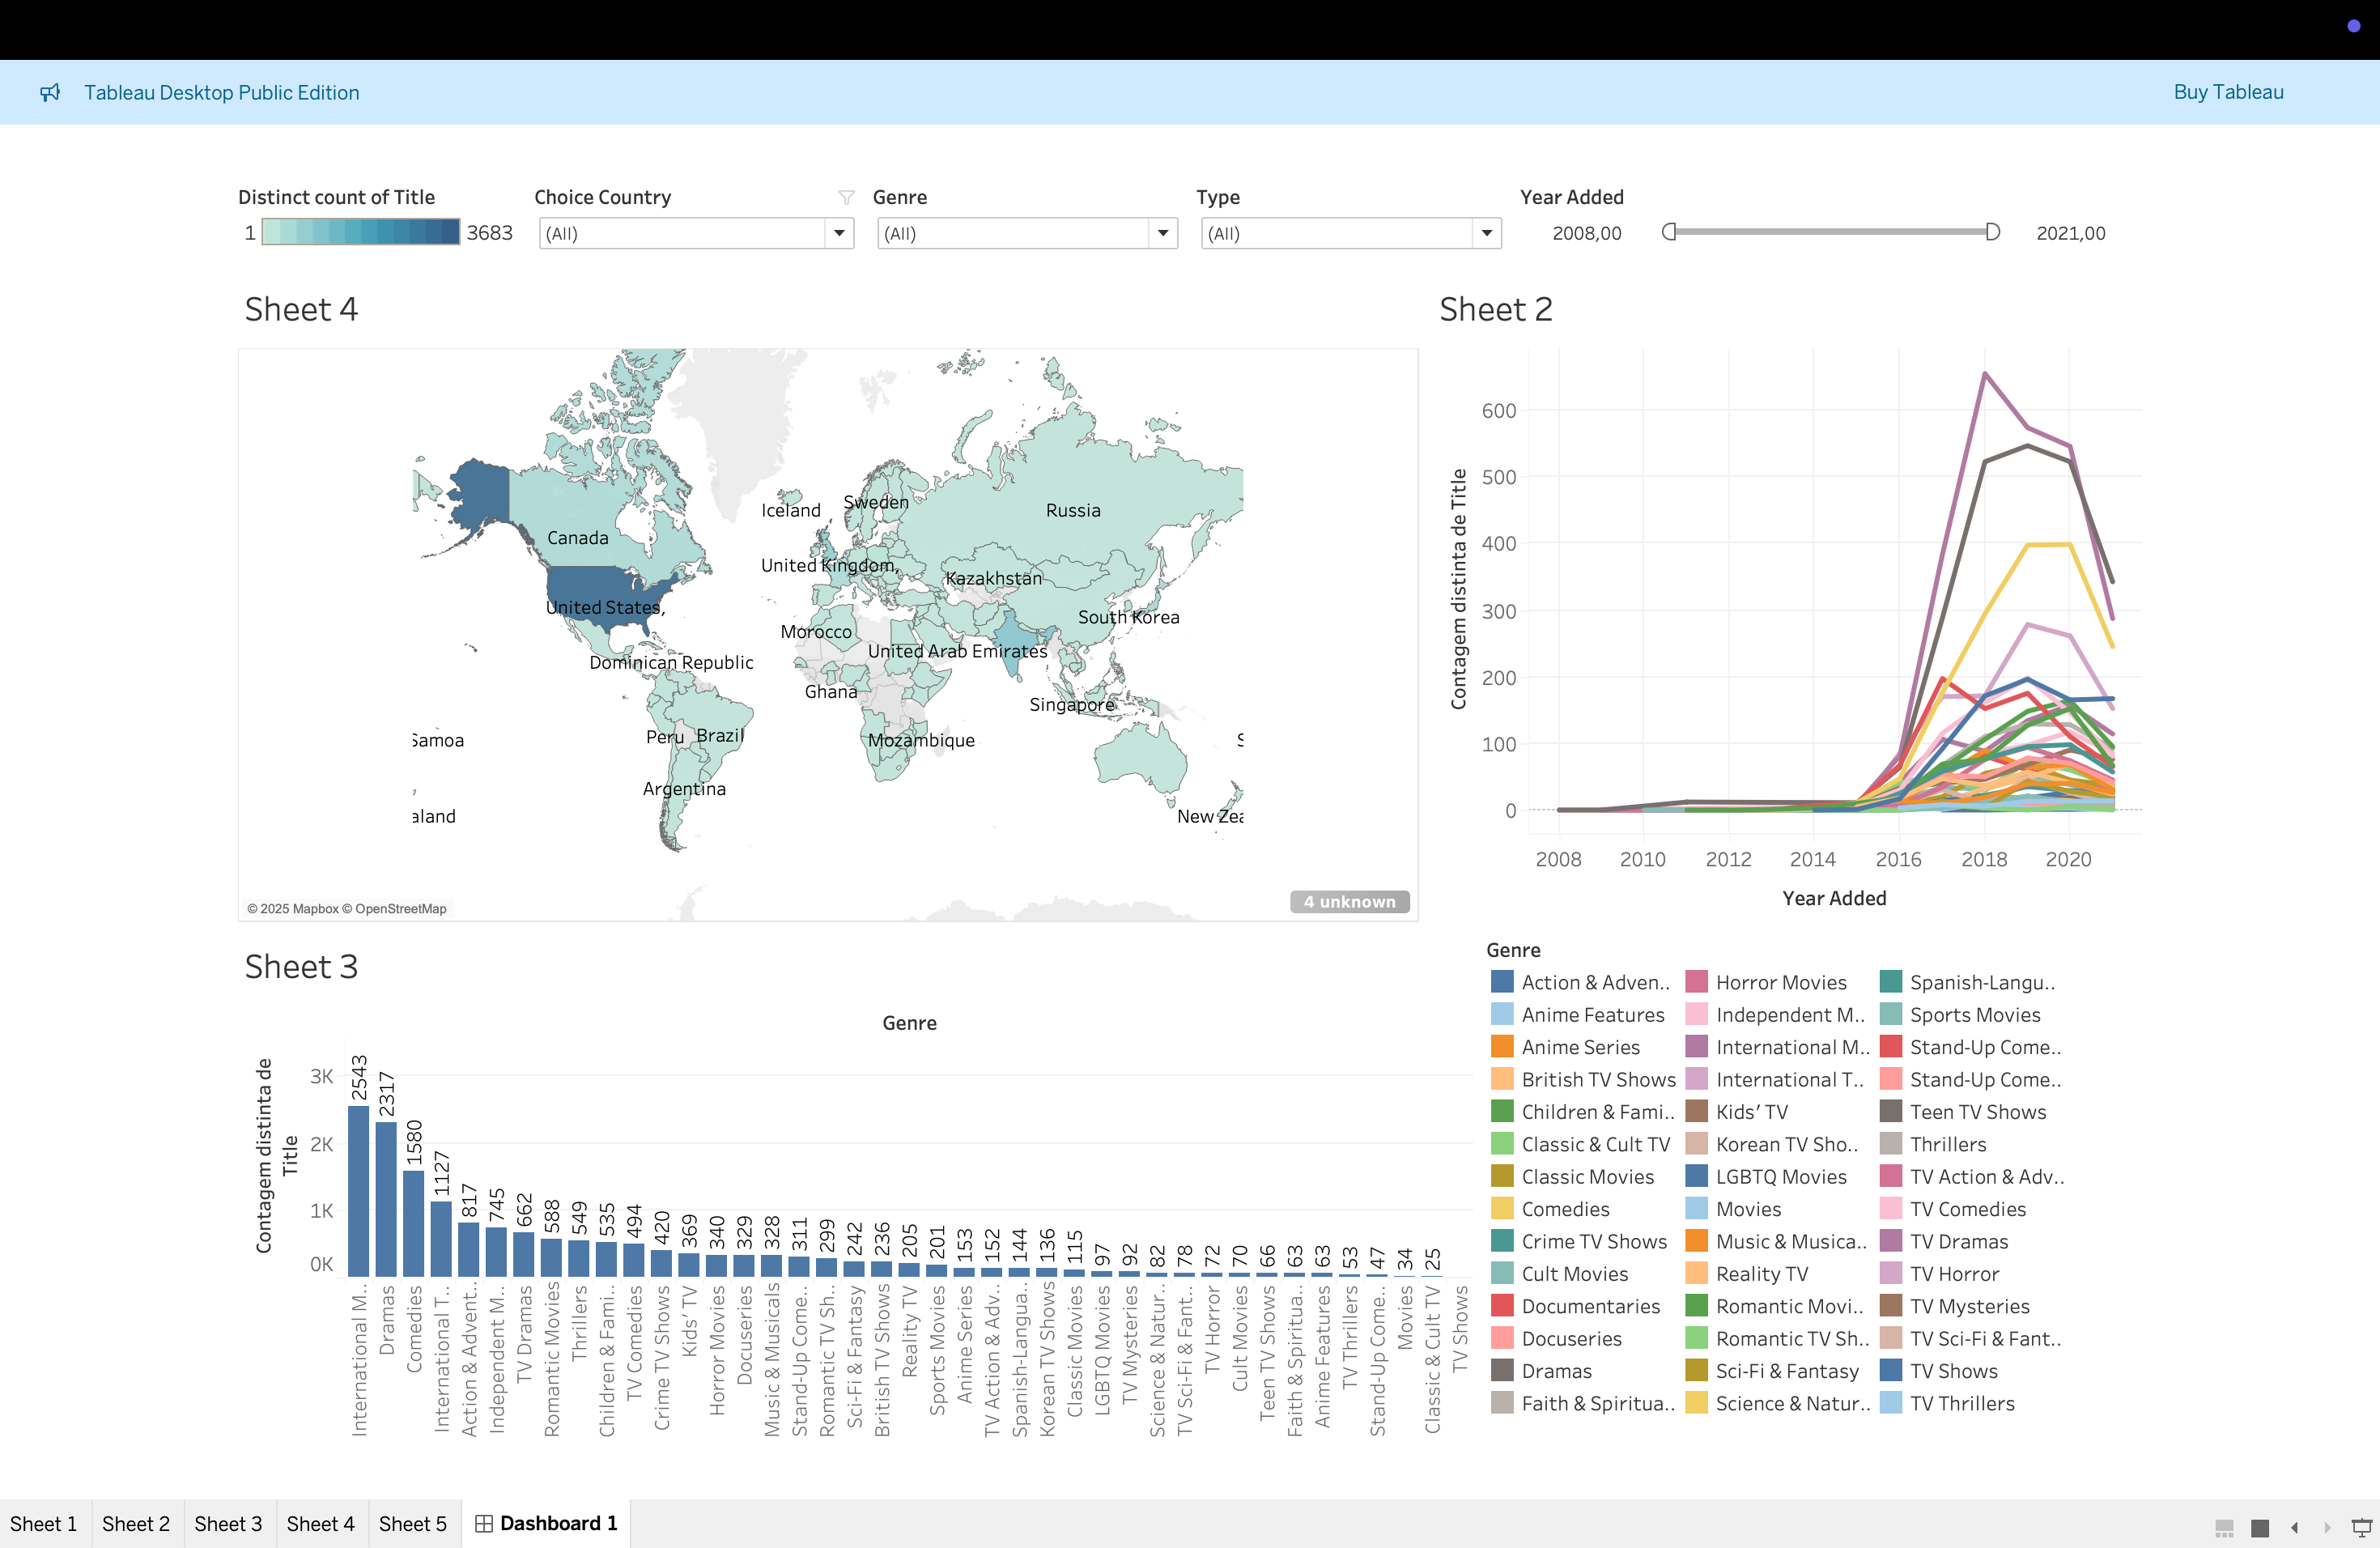 Tableau Desktop Public Edition
Buy Tableau
Distinct count of Title
1
3683
Choice Country
(All)
Genre
(All)
Type
(All)
Year Added
2008,00
2021,00
Sheet 4
Iceland
Sweden
Russia
Canada
United Kingdom,
Kazakhstan
United States,
South Korea
Morocco
United Arab Emirates
Dominican Republic
Ghana
Singapore
Samoa
Peru
Brazil
Mozambique
S
Argentina
aland
New Zea
© 2025 Mapbox © OpenStreetMap
4 unknown
Sheet 2
Contagem distinta de Title
600
500
400
300
200
100
0
2008
2010
2012
2014
2016
2018
2020
Year Added
Sheet 3
Genre
Contagem distinta de
Title
3K
2K
1K
0K
2543
2317
1580
1127
817
745
662
588
549
535
494
420
369
340
329
328
311
299
242
236
205
201
153
152
144
136
115
97
92
82
78
72
70
66
63
63
53
47
34
25
International M..
Dramas
Comedies
International T..
Action & Advent..
Independent M..
TV Dramas
Romantic Movies
Thrillers
Children & Fami..
TV Comedies
Crime TV Shows
Kids' TV
Horror Movies
Docuseries
Music & Musicals
Stand-Up Come..
Romantic TV Sh..
Sci-Fi & Fantasy
British TV Shows
Reality TV
Sports Movies
Anime Series
TV Action & Adv..
Spanish-Langua..
Korean TV Shows
Classic Movies
LGBTQ Movies
TV Mysteries
Science & Natur..
TV Sci-Fi & Fant..
TV Horror
Cult Movies
Teen TV Shows
Faith & Spiritua..
Anime Features
TV Thrillers
Stand-Up Come..
Movies
Classic & Cult TV
TV Shows
Genre
Action & Adven..
Anime Features
Anime Series
British TV Shows
Children & Fami..
Classic & Cult TV
Classic Movies
Comedies
Crime TV Shows
Cult Movies
Documentaries
Docuseries
Dramas
Faith & Spiritua..
Horror Movies
Independent M..
International M..
International T..
Kids' TV
Korean TV Sho..
LGBTQ Movies
Movies
Music & Musica..
Reality TV
Romantic Movi..
Romantic TV Sh..
Sci-Fi & Fantasy
Science & Natur..
Spanish-Langu..
Sports Movies
Stand-Up Come..
Stand-Up Come..
Teen TV Shows
Thrillers
TV Action & Adv..
TV Comedies
TV Dramas
TV Horror
TV Mysteries
TV Sci-Fi & Fant..
TV Shows
TV Thrillers
Sheet 1
Sheet 2
Sheet 3
Sheet 4
Sheet 5
Dashboard 1